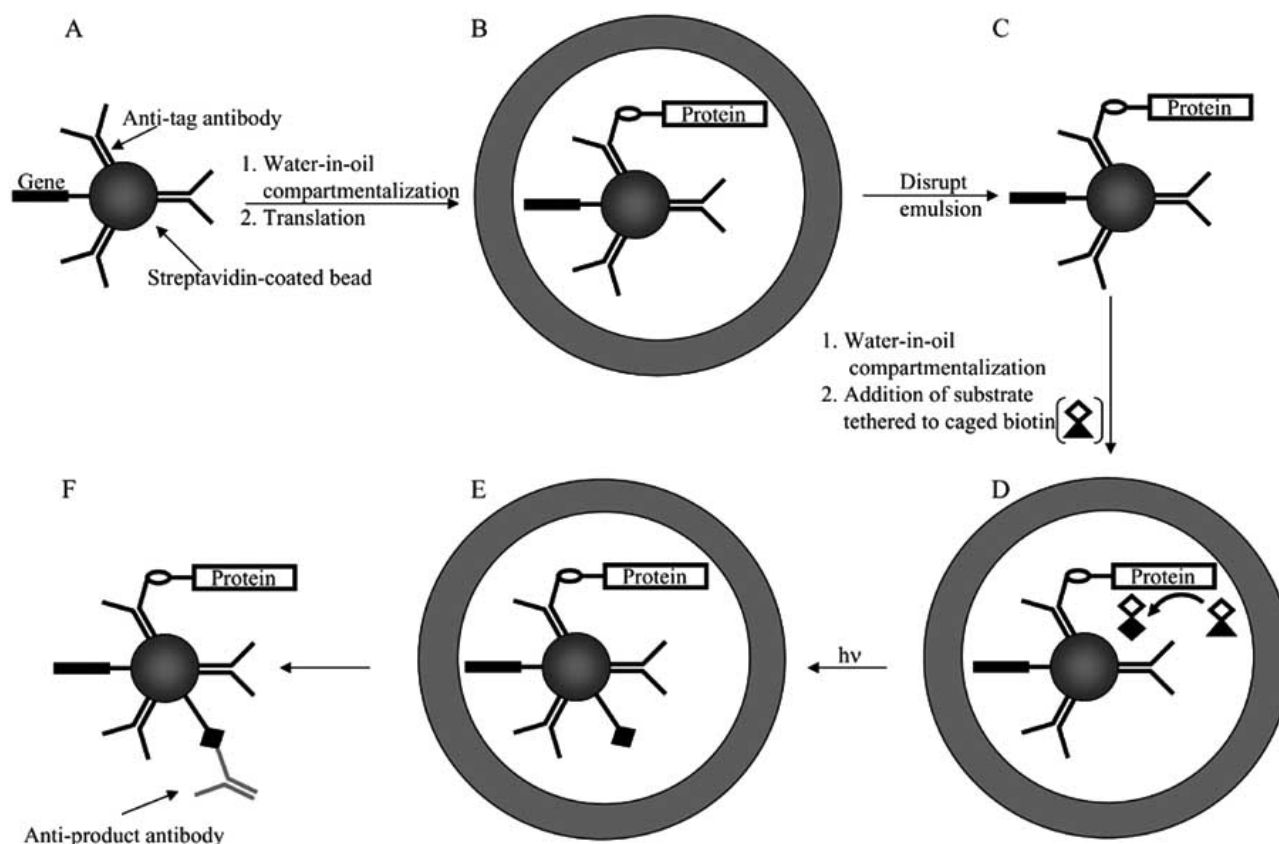 A
B
C
Anti-tag antibody
Gene
1. Water-in-oil
compartmentalization
2. Translation
Streptavidin-coated bead
Protein
Disrupt
emulsion
Protein
1. Water-in-oil
compartmentalization
2. Addition of substrate
tethered to caged biotin
F
E
D
Protein
Protein
Protein
hν
Anti-product antibody